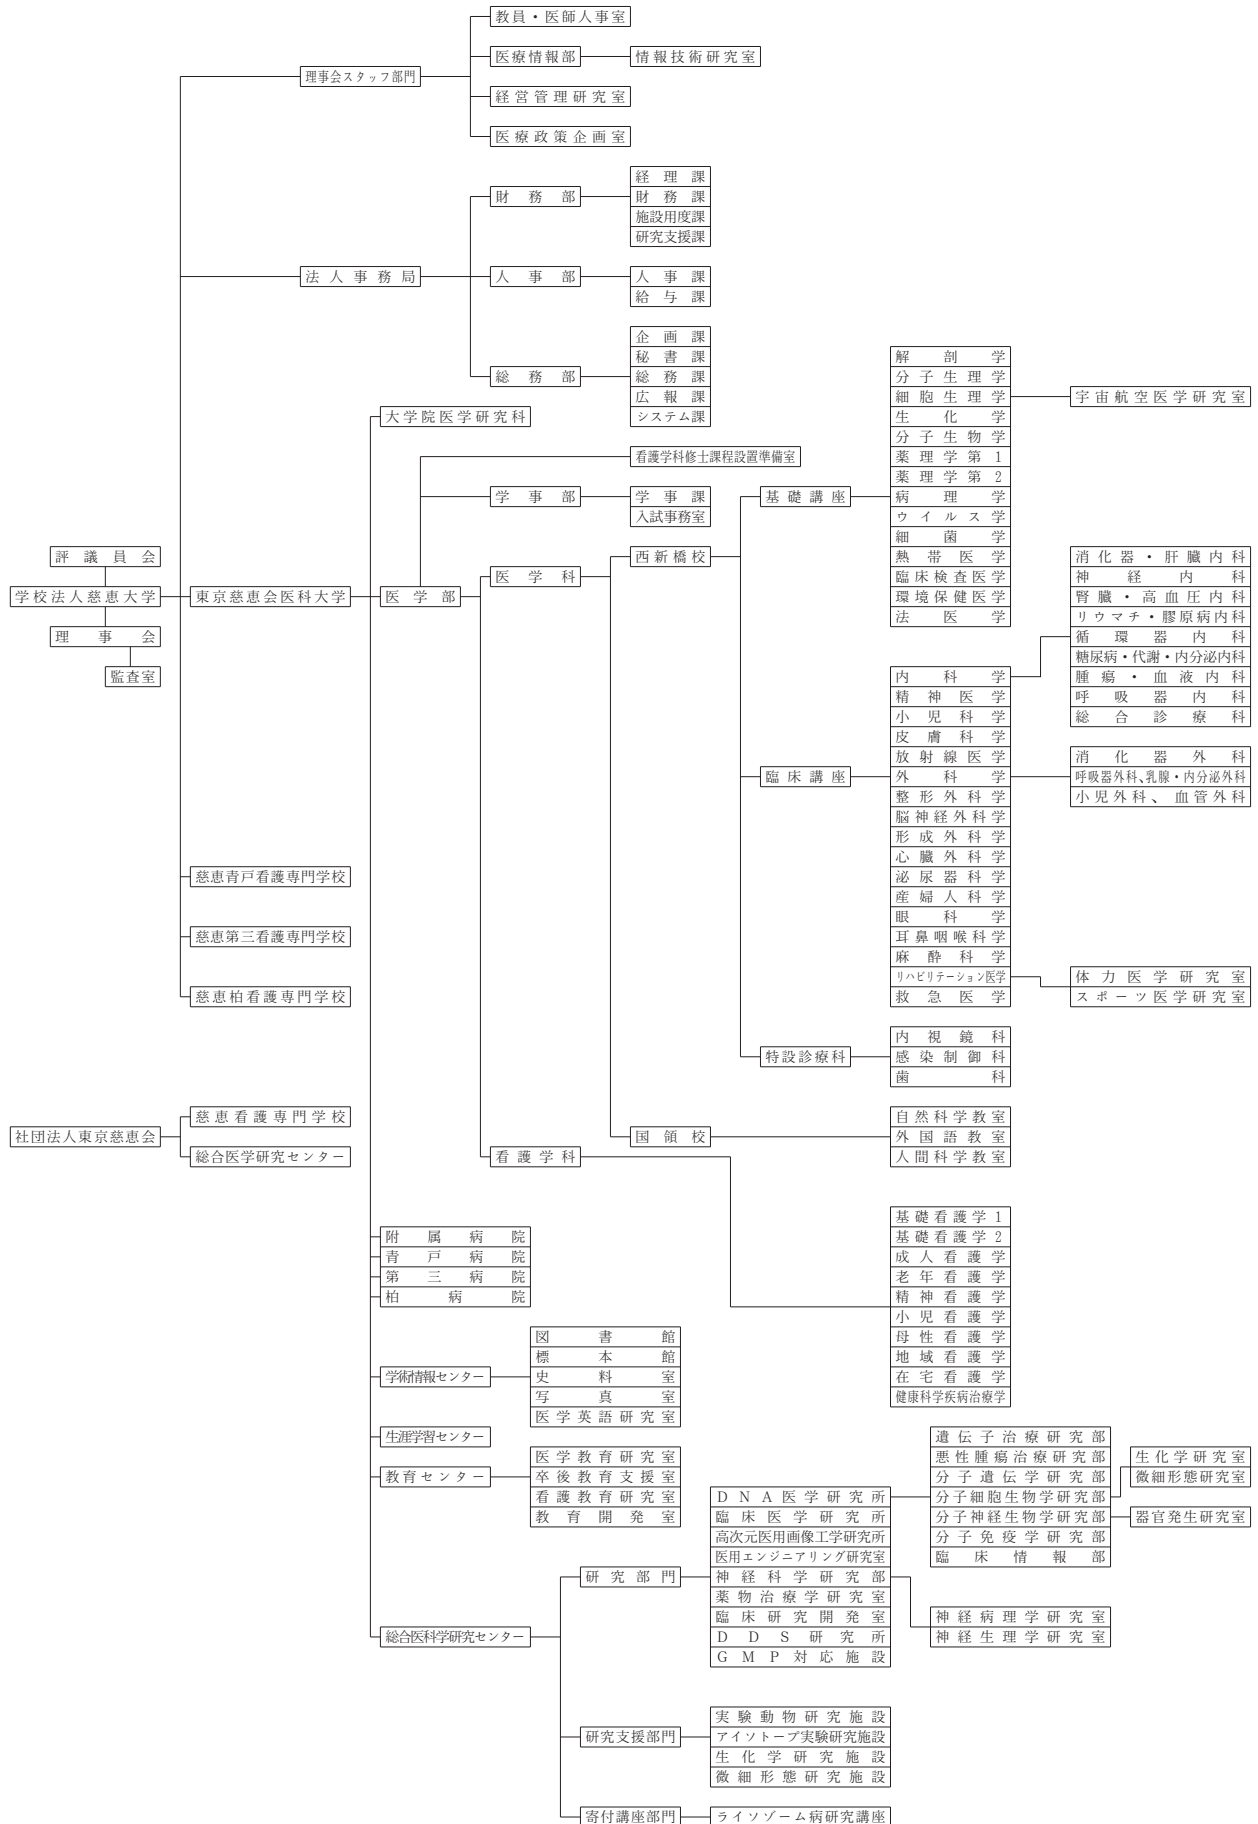 教員・医師人事室
医療情報部
情報技術研究室
理事会スタッフ部門
経営管理研究室
医療政策企画室
経理課
財務部
財務課
施設用度課
研究支援課
法人事務局
人事部
人事課
給与課
企画課
秘書課
総務部
総務課
広報課
システム課
大学院医学研究科
看護学科修士課程設置準備室
学事部
学事課
入試事務室
評議員会
学校法人慈恵大学
理事会
監査室
東京慈恵会医科大学
医学部
医学科
西新橋校
基礎講座
解剖学
分子生理学
細胞生理学
宇宙航空医学研究室
生化学
分子生物学
薬理学第1
薬理学第2
病理学
ウイルス学
細菌学
熱帯医学
臨床検査医学
環境保健医学
法医学
消化器・肝臓内科
神経内科
腎臓・高血圧内科
リウマチ・膠原病内科
循環器内科
糖尿病・代謝・内分泌内科
腫瘍・血液内科
呼吸器内科
総合診療科
臨床講座
内科学
精神医学
小児科学
皮膚科学
放射線医学
外科学
整形外科学
脳神経外科学
形成外科学
心臓外科学
泌尿器科学
産婦人科学
眼科学
耳鼻咽喉科学
麻酔科学
リハビリテーション医学
救急医学
消化器外科
呼吸器外科、乳腺・内分泌外科
小児外科、血管外科
体力医学研究室
スポーツ医学研究室
慈恵青戸看護専門学校
慈恵第三看護専門学校
慈恵柏看護専門学校
特設診療科
内視鏡科
感染制御科
歯科
慈恵看護専門学校
社団法人東京慈恵会
総合医学研究センター
国領校
自然科学教室
外国語教室
人間科学教室
看護学科
基礎看護学1
基礎看護学2
成人看護学
老年看護学
精神看護学
小児看護学
母性看護学
地域看護学
在宅看護学
健康科学疾病治療学
附属病院
青戸病院
第三病院
柏病院
図書館
標本館
学術情報センター
史料室
写真室
医学英語研究室
生涯学習センター
教育センター
医学教育研究室
卒後教育支援室
看護教育研究室
教育開発室
総合医科学研究センター
研究部門
DNA医学研究所
臨床医学研究所
高次元医用画像工学研究所
医用エンジニアリング研究室
神経科学研究部
薬物治療学研究室
臨床研究開発室
DDS研究所
GMP対応施設
遺伝子治療研究部
悪性腫瘍治療研究部
分子遺伝学研究部
分子細胞生物学研究部
分子神経生物学研究部
分子免疫学研究部
臨床情報部
生化学研究室
微細形態研究室
器官発生研究室
神経病理学研究室
神経生理学研究室
研究支援部門
実験動物研究施設
アイソトープ実験研究施設
生化学研究施設
微細形態研究施設
寄付講座部門
ライソゾーム病研究講座